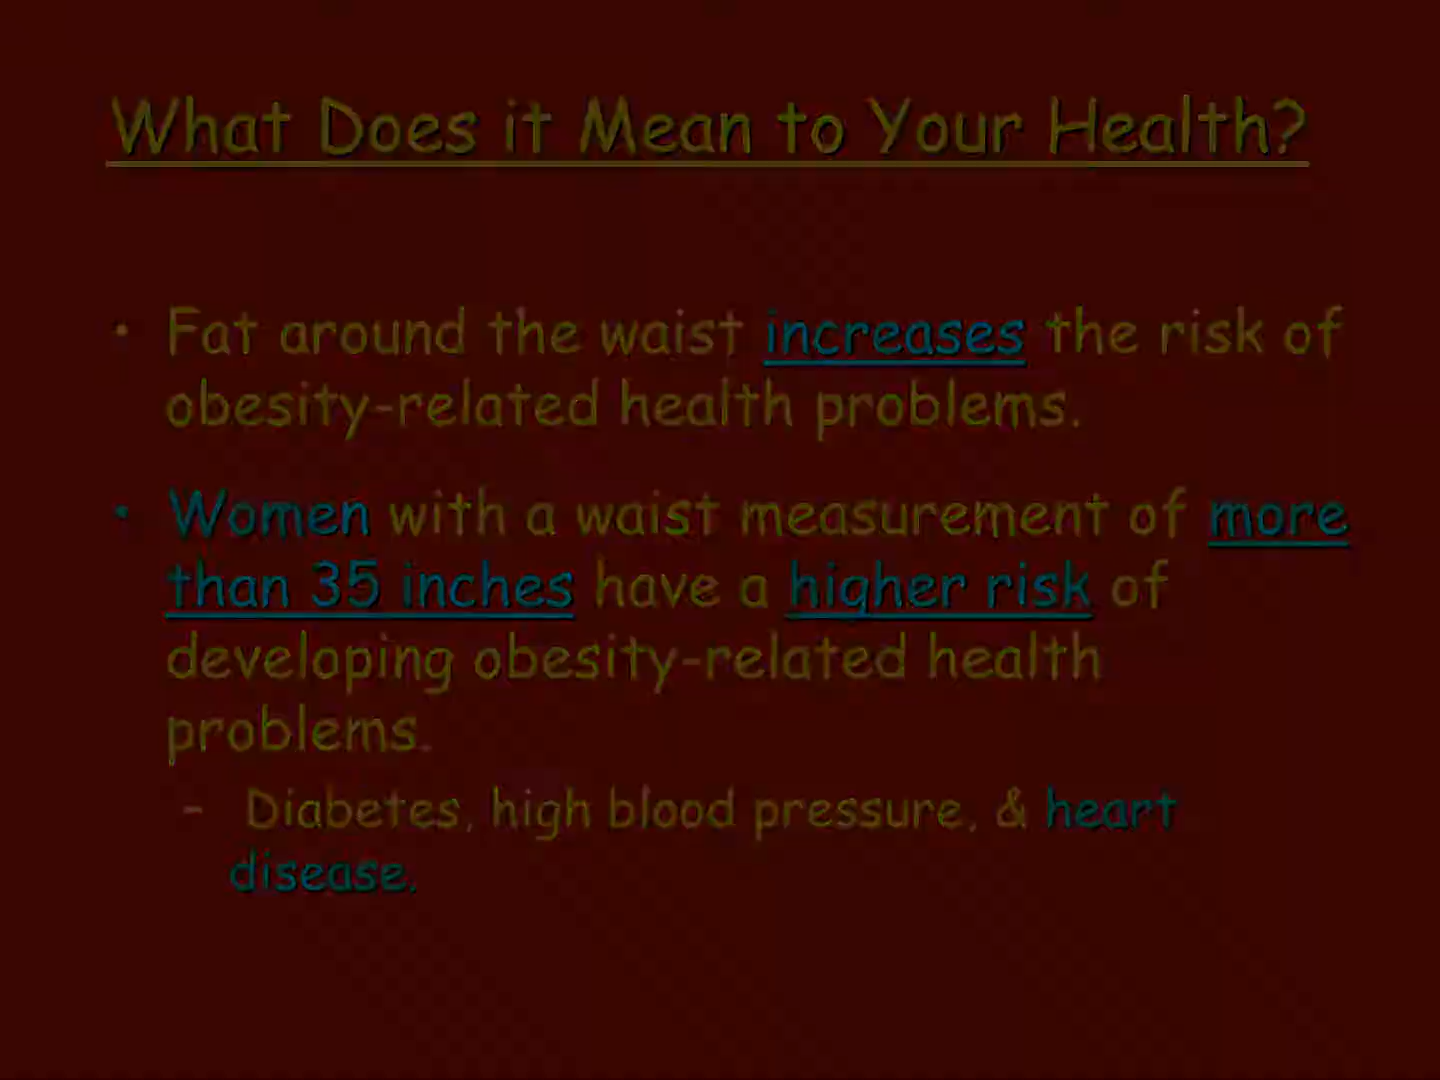 What Does it Mean to Your Health?
• Fat around the waist increases the risk of
obesity-related health problems.
• Women with a waist measurement of more
than 35 inches have a higher risk of
developing obesity-related health
problems.
– Diabetes, high blood pressure, & heart
disease.